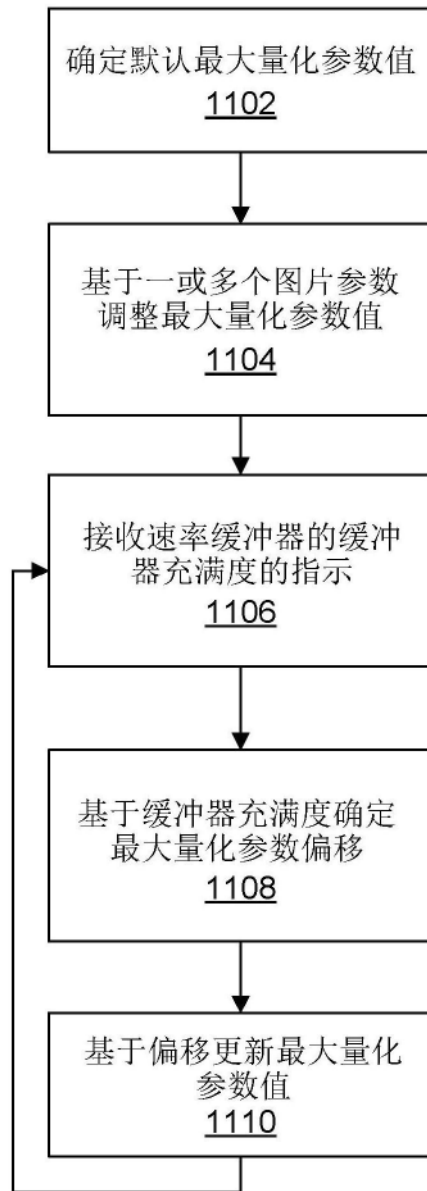 确定默认最大量化参数值
1102
基于一或多个图片参数
调整最大量化参数值
1104
接收速率缓冲器的缓冲
器充满度的指示
1106
基于缓冲器充满度确定
最大量化参数偏移
1108
基于偏移更新最大量化
参数值
1110